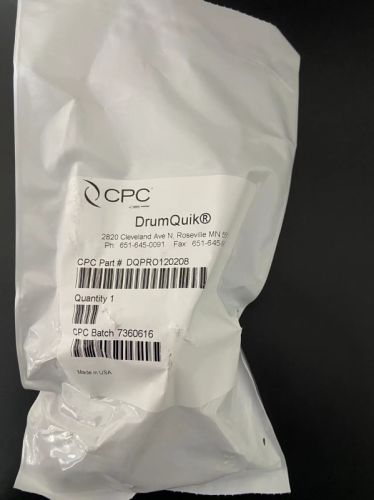 CPC
DrumQuik®
2820 Cleveland Ave N, Roseville MN
Ph: 651-645-0091 Fax: 651-645
CPC Part # DQPRO120208
Quantity 1
CPC Batch 7360616
Made in USA